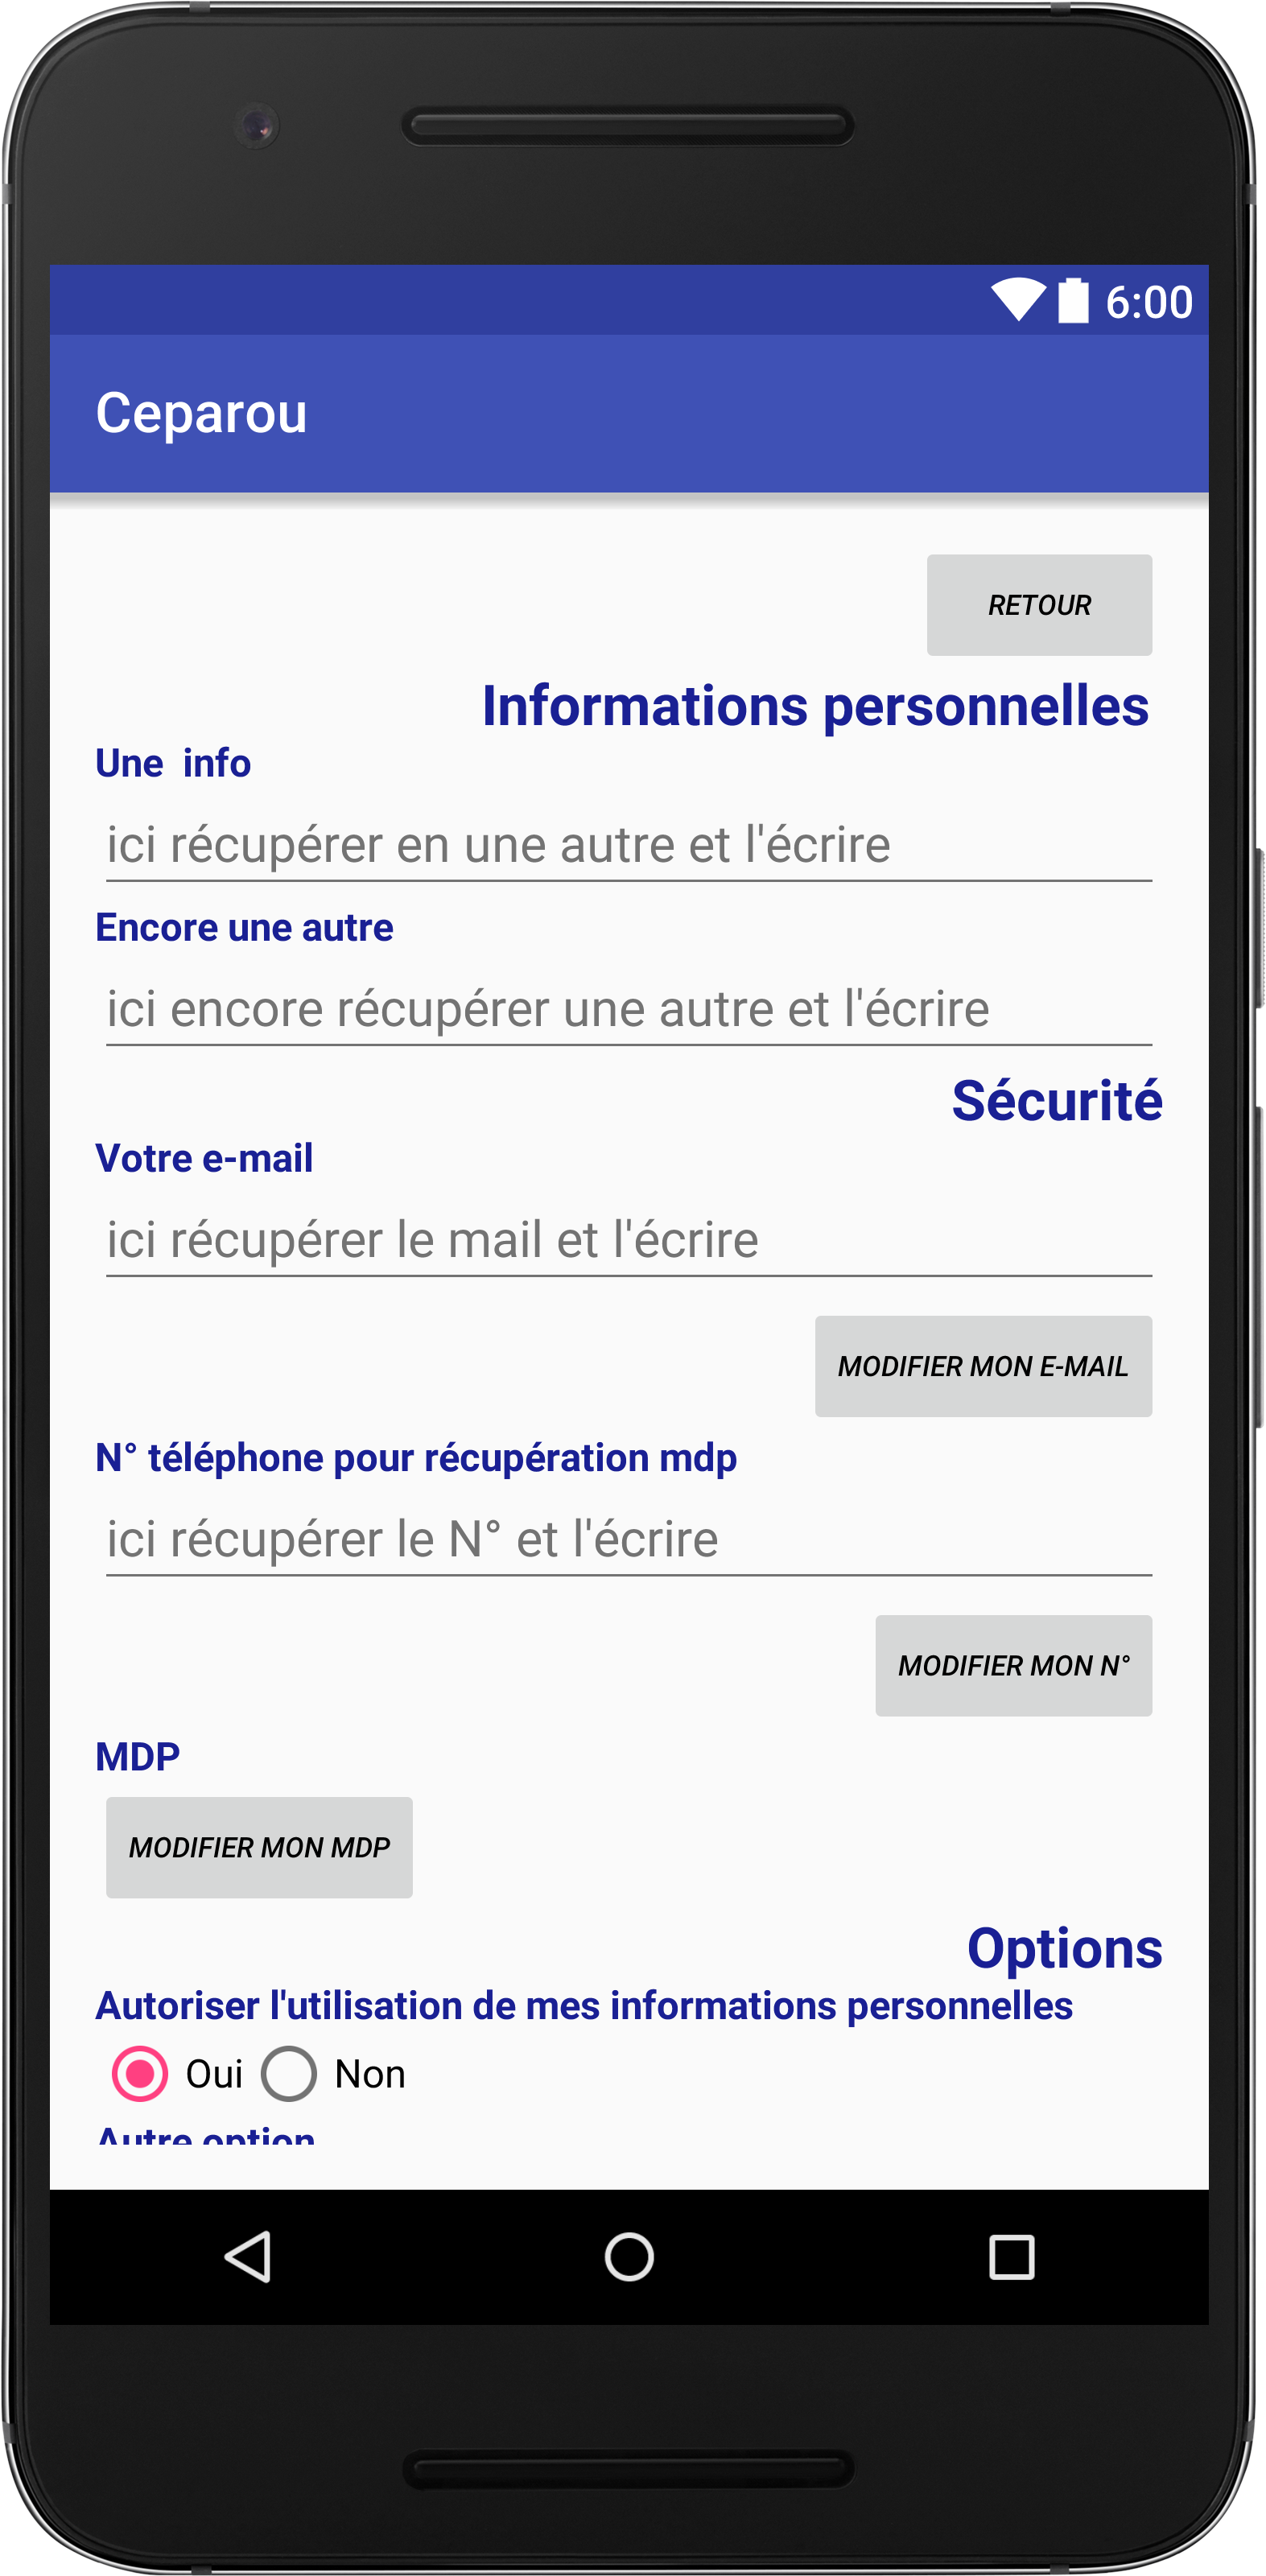 6:00
Ceparou
RETOUR
Informations personnelles
Une  info
ici récupérer en une autre et l'écrire
Encore une autre
ici encore récupérer une autre et l'écrire
Sécurité
Votre e-mail
ici récupérer le mail et l'écrire
MODIFIER MON E-MAIL
N° téléphone pour récupération mdp
ici récupérer le N° et l'écrire
MODIFIER MON N°
MDP
MODIFIER MON MDP
Options
Autoriser l'utilisation de mes informations personnelles
Oui Non
Autre option